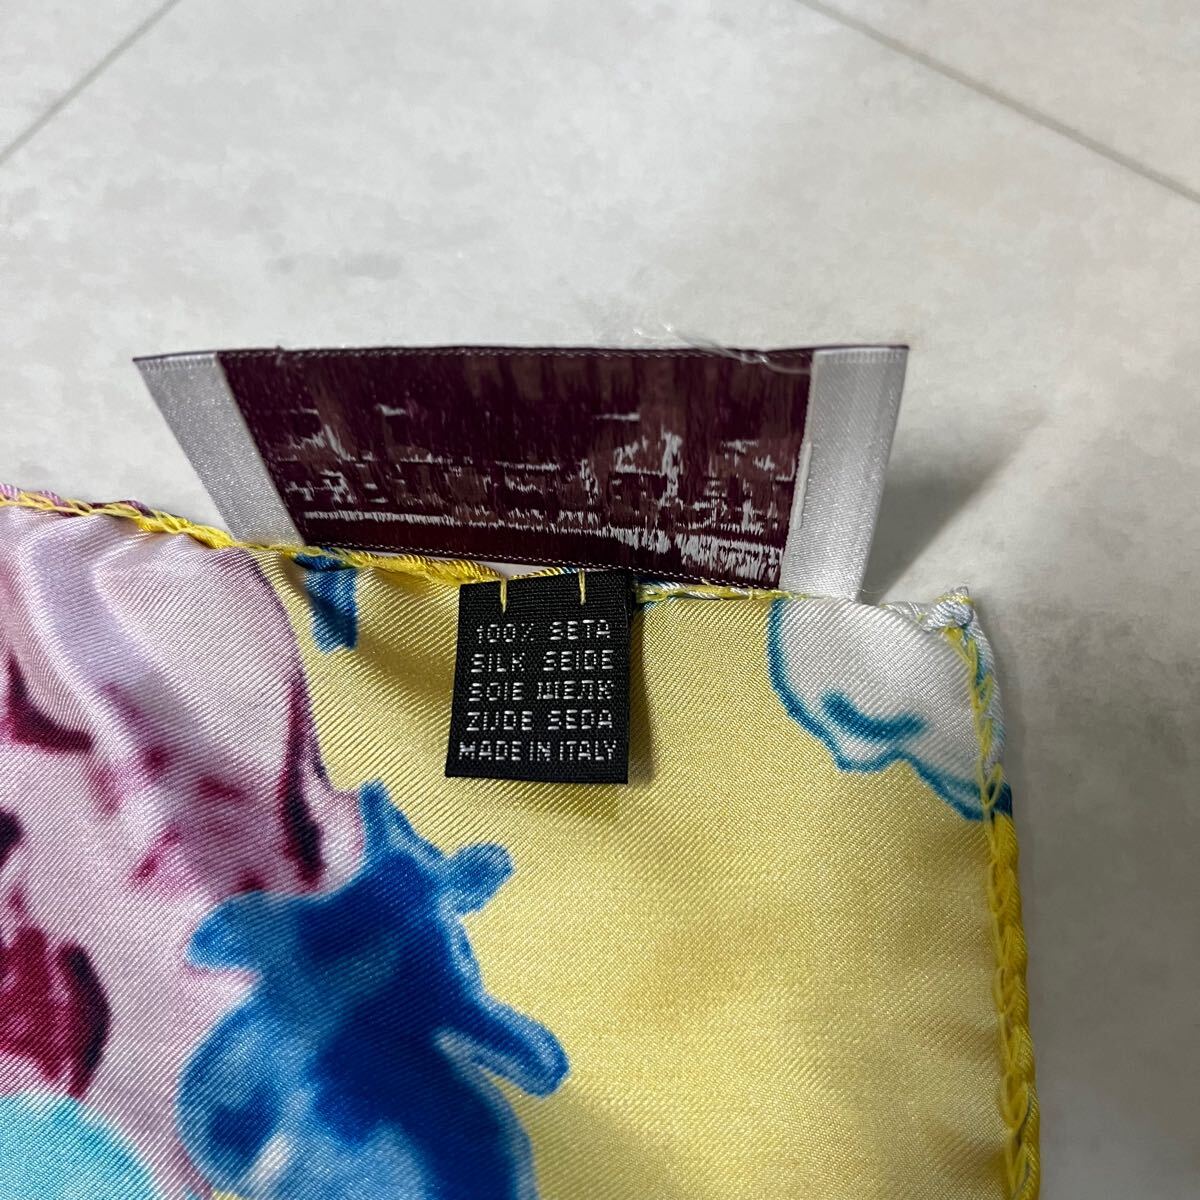 100% SETA
SILK SEIDE
SOIE ШЕЛК
ZIJDE SEDA
MADE IN ITALY